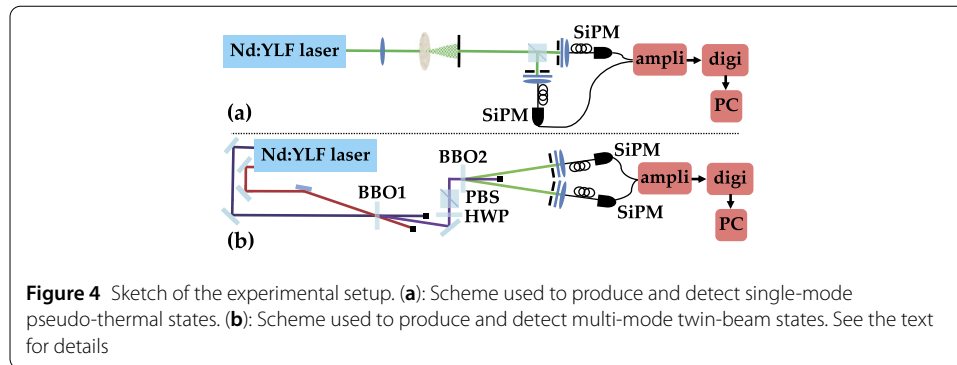 SiPM
Nd:YLF laser
ampli
digi
PC
SiPM
(a)
Nd:YLF laser
SiPM
BBO2
BBO1
ampli
digi
PBS
SiPM
HWP
PC
(b)
Figure 4 Sketch of the experimental setup. (a): Scheme used to produce and detect single-mode
pseudo-thermal states. (b): Scheme used to produce and detect multi-mode twin-beam states. See the text
for details